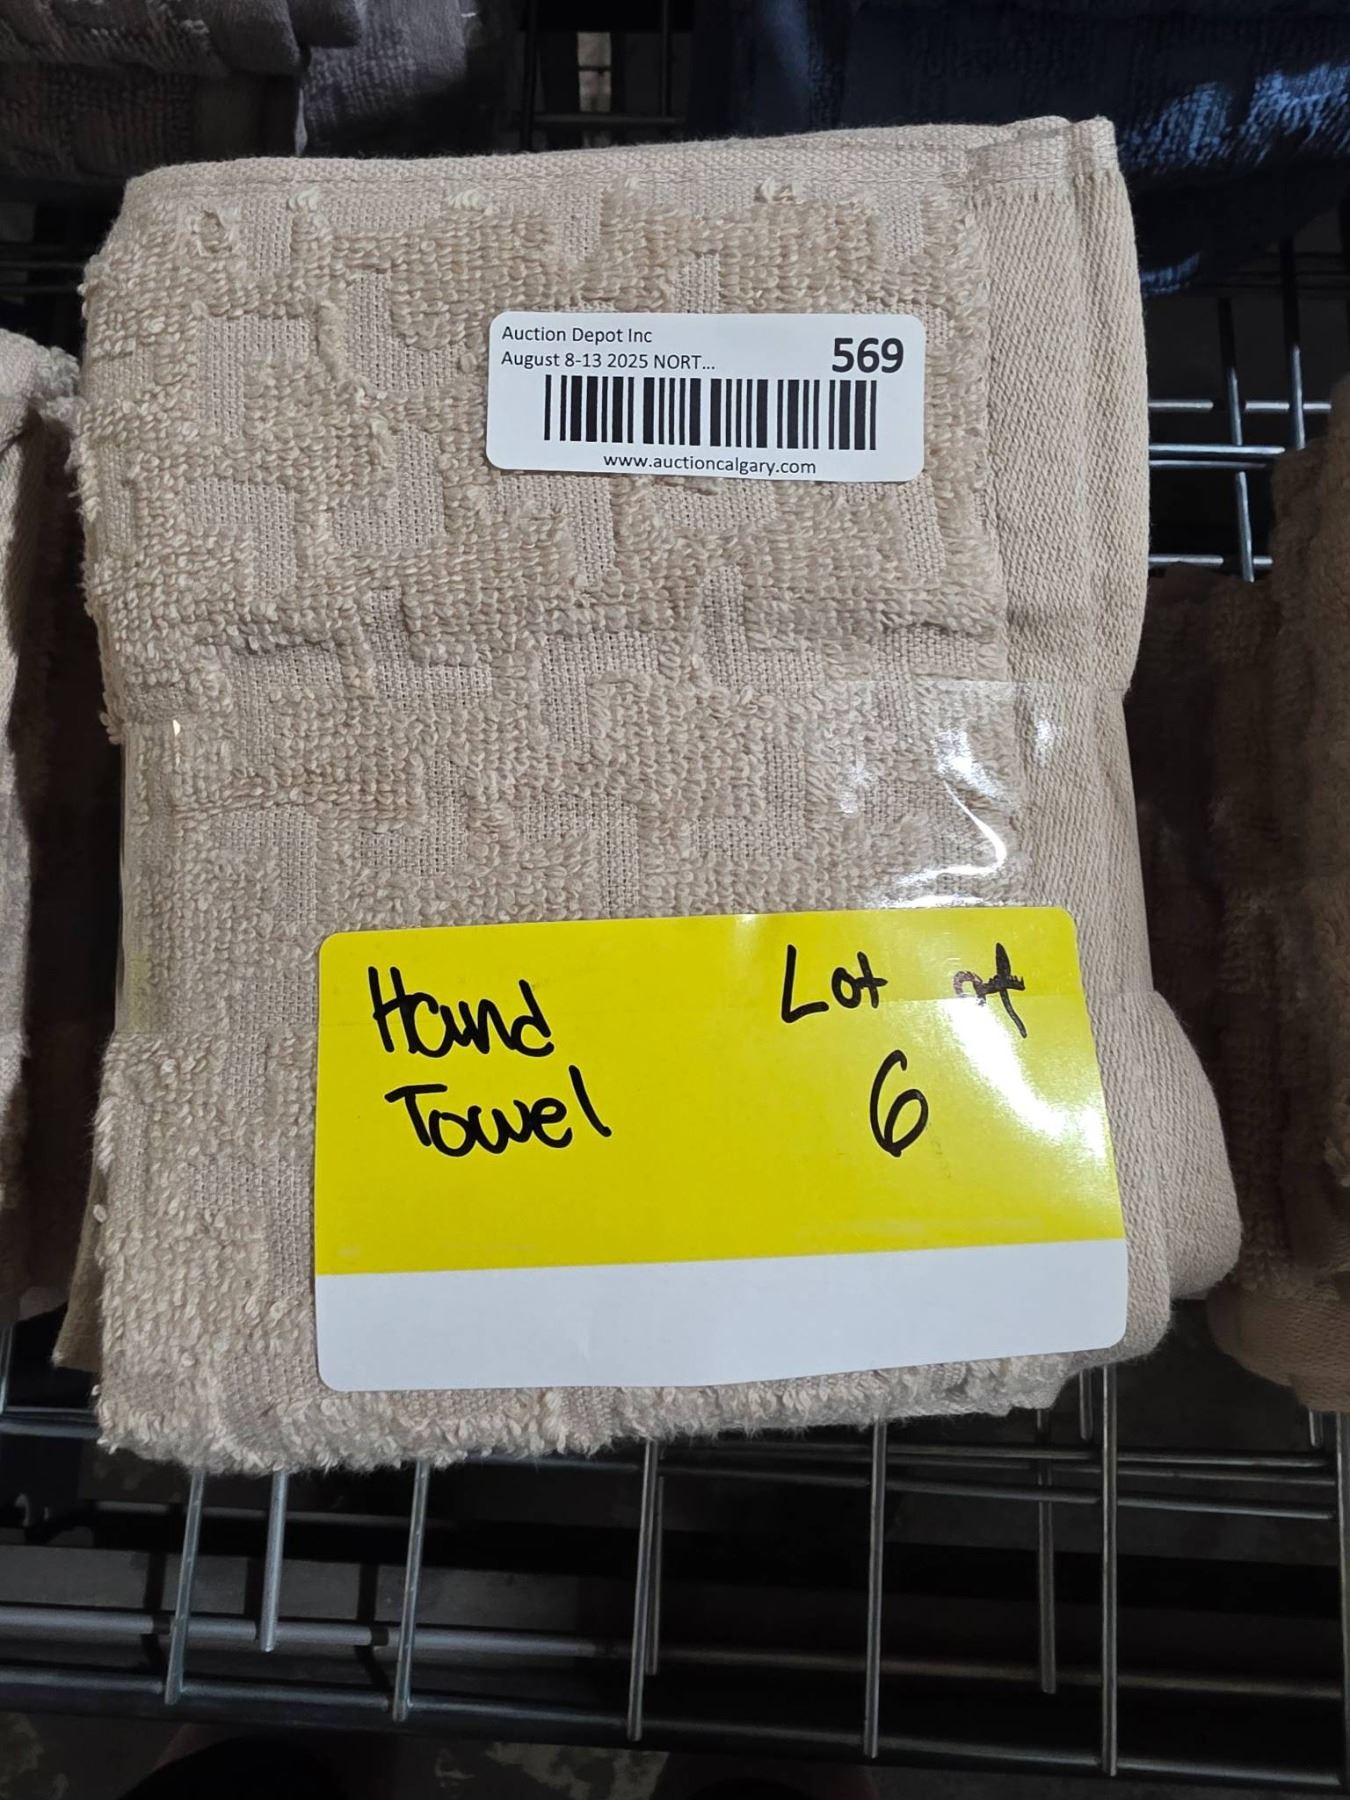 Auction Depot Inc
569
August 8-13 2025 NORT...
www.auctioncalgary.com
Hand
Towel
Lot of
6